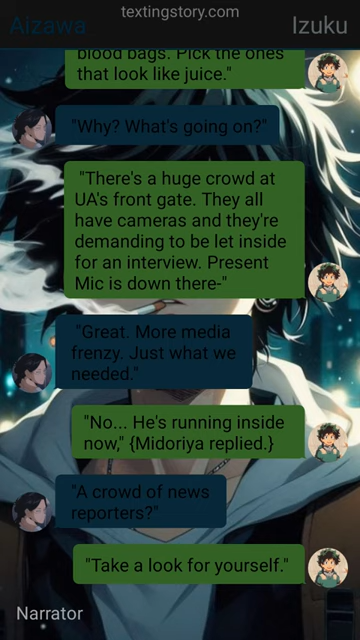 textingstory.com
Aizawa
Izuku
blood bags. Pick the ones
that look like juice."
"Why? What's going on?"
"There's a huge crowd at
UA's front gate. They all
have cameras and they're
demanding to be let inside
for an interview. Present
Mic is down there-"
"Great. More media
frenzy. Just what we
needed."
"No... He's running inside
now," {Midoriya replied.}
"A crowd of news
reporters?"
"Take a look for yourself."
Narrator